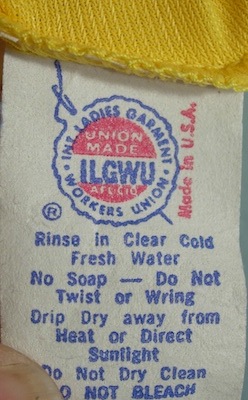 INT. LADIES GARMENT
UNION
MADE
ILGWU
AFL-CIO
WORKERS UNION
®
Made in U.S.A.
Rinse in Clear Cold
Fresh Water
No Soap — Do Not
Twist or Wring
Drip Dry away from
Heat or Direct
Sunlight
Do Not Dry Clean
DO NOT BLEACH